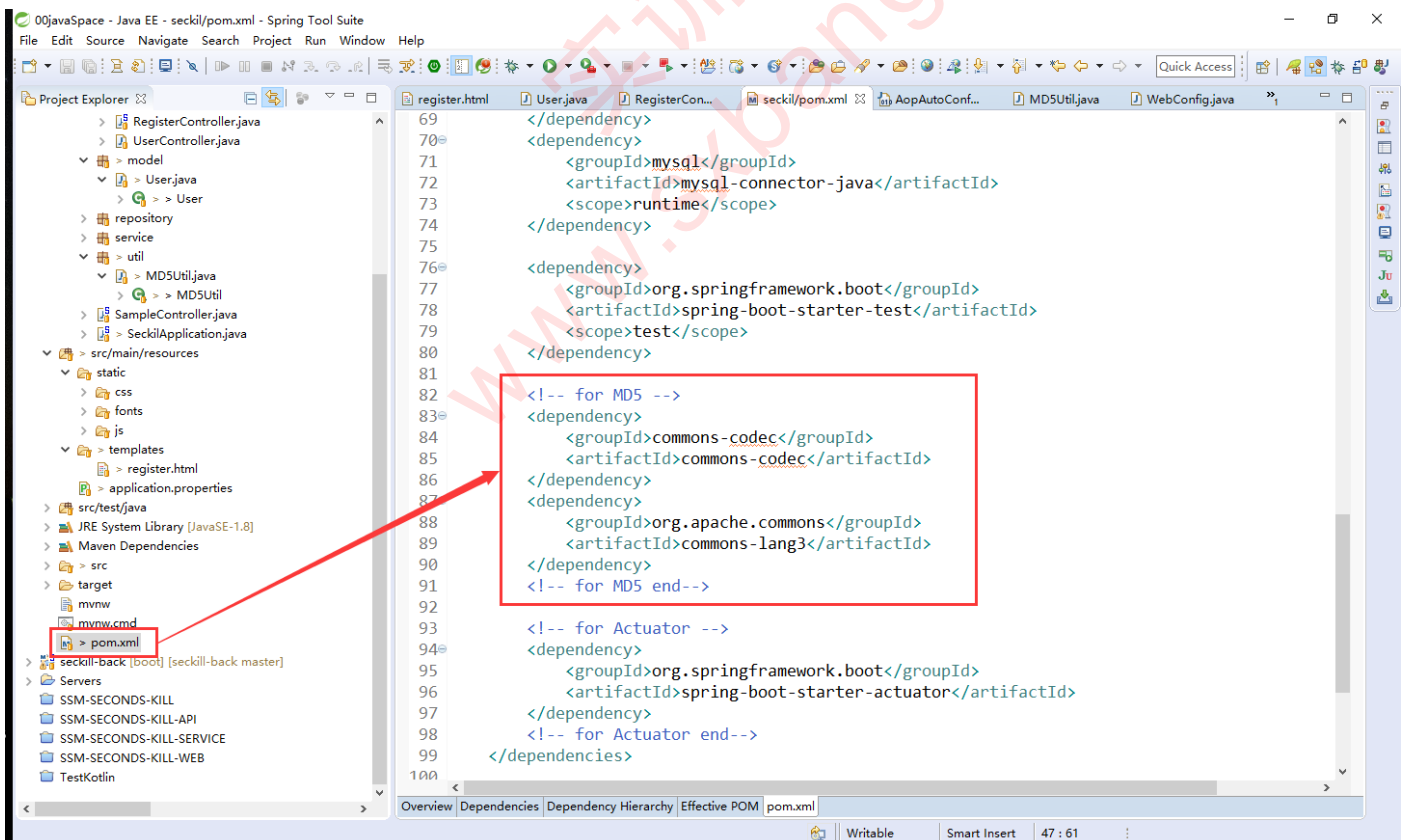 00javaSpace - Java EE - seckil/pom.xml - Spring Tool Suite
File Edit Source Navigate Search Project Run Window Help
Quick Access
Project Explorer
RegisterController.java
UserController.java
> model
> User.java
> > User
repository
service
> util
> MD5Util.java
> > MD5Util
SampleController.java
> SeckilApplication.java
> src/main/resources
static
css
fonts
js
> templates
> register.html
> application.properties
src/test/java
JRE System Library [JavaSE-1.8]
Maven Dependencies
> src
target
mvnw
mvnw.cmd
> pom.xml
seckill-back [boot] [seckill-back master]
Servers
SSM-SECONDS-KILL
SSM-SECONDS-KILL-API
SSM-SECONDS-KILL-SERVICE
SSM-SECONDS-KILL-WEB
TestKotlin
register.html User.java RegisterCon... seckil/pom.xml AopAutoConf... MD5Util.java WebConfig.java »1
69 </dependency>
70 <dependency>
71 <groupId>mysql</groupId>
72 <artifactId>mysql-connector-java</artifactId>
73 <scope>runtime</scope>
74 </dependency>
75
76 <dependency>
77 <groupId>org.springframework.boot</groupId>
78 <artifactId>spring-boot-starter-test</artifactId>
79 <scope>test</scope>
80 </dependency>
81
82 <!-- for MD5 -->
83 <dependency>
84 <groupId>commons-codec</groupId>
85 <artifactId>commons-codec</artifactId>
86 </dependency>
87 <dependency>
88 <groupId>org.apache.commons</groupId>
89 <artifactId>commons-lang3</artifactId>
90 </dependency>
91 <!-- for MD5 end-->
92
93 <!-- for Actuator -->
94 <dependency>
95 <groupId>org.springframework.boot</groupId>
96 <artifactId>spring-boot-starter-actuator</artifactId>
97 </dependency>
98 <!-- for Actuator end-->
99 </dependencies>
100
Overview Dependencies Dependency Hierarchy Effective POM pom.xml
Writable Smart Insert 47 : 61
Ju
实训
www.sxbang